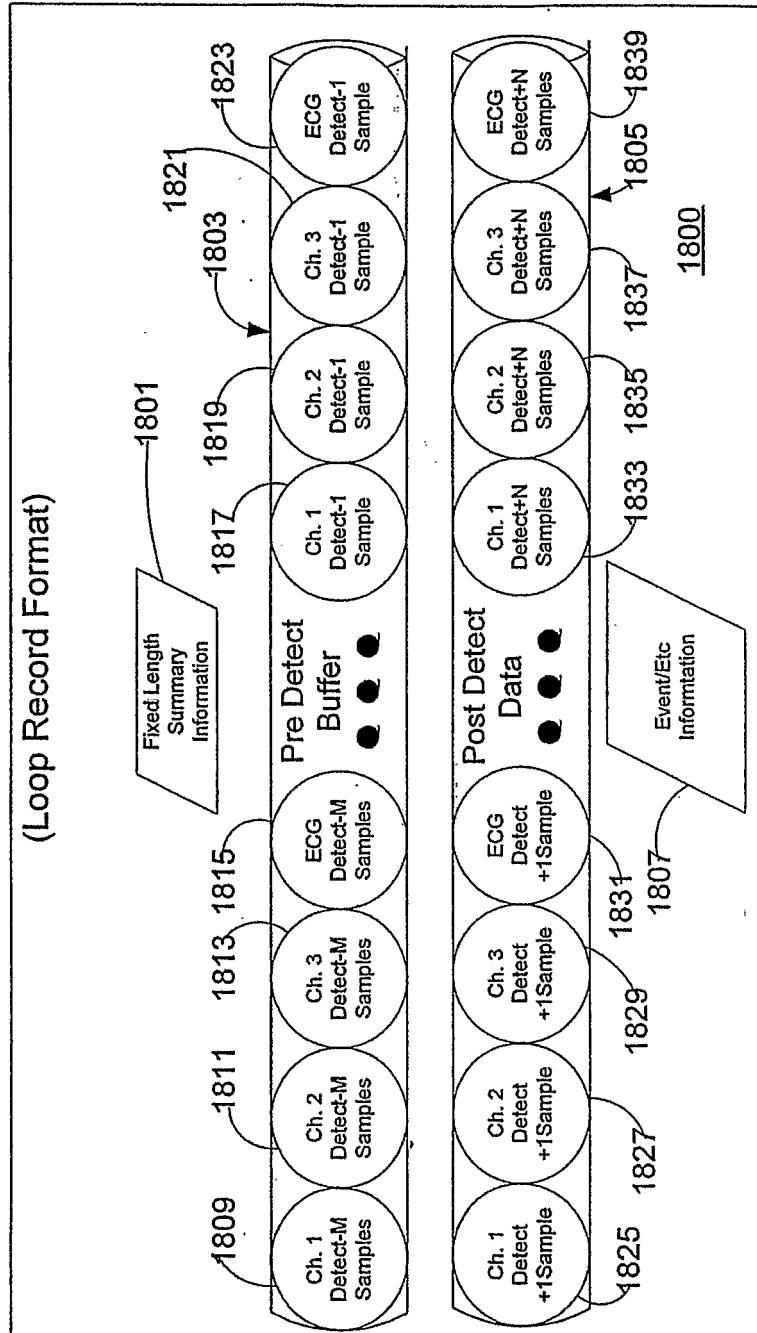 (Loop Record Format)
1801
Fixed Length
Summary
Information
1809
1811
1813
1815
1817
1819
1803
1821
1823
Ch. 1
Detect-M
Samples
Ch. 2
Detect-M
Samples
Ch. 3
Detect-M
Samples
ECG
Detect-M
Samples
Pre Detect
Buffer
Ch. 1
Detect-1
Sample
Ch. 2
Detect-1
Sample
Ch. 3
Detect-1
Sample
ECG
Detect-1
Sample
Ch. 1
Detect
+1Sample
Ch. 2
Detect
+1Sample
Ch. 3
Detect
+1Sample
ECG
Detect
+1Sample
Post Detect
Data
Ch. 1
Detect+N
Samples
Ch. 2
Detect+N
Samples
Ch. 3
Detect+N
Samples
ECG
Detect+N
Samples
1825
1827
1829
1831
1833
1835
1837
1805
1839
1807
Event/Etc
Informtation
1800